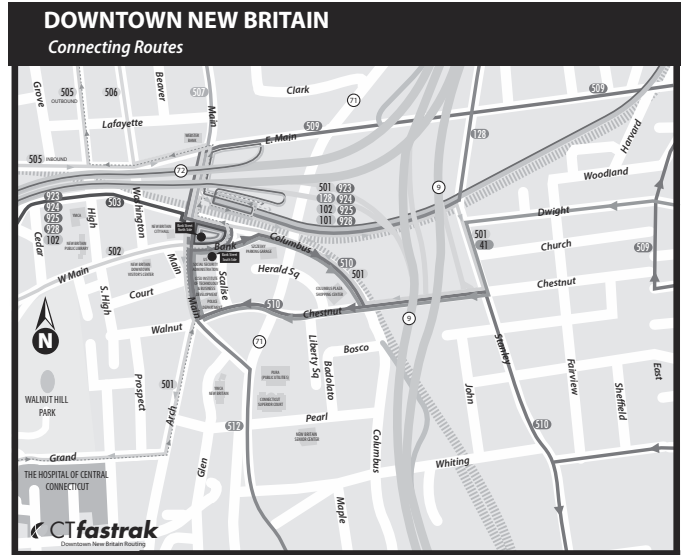 DOWNTOWN NEW BRITAIN
Connecting Routes
Grove
505
OUTBOUND
506
Beaver
507
Main
Clark
71
509
Lafayette
E. Main
509
128
Harvard
505 INBOUND
72
Woodland
923
924
925
928
102
503
High
Washington
501 923
128 924
102 925
101 928
9
Dwight
Cedar
502
Bank
Columbus
501
41
Church
509
W Main
Main
Scalise
Herald Sq
510
501
COLUMBUS PLAZA
SHOPPING CENTER
Chestnut
S. High
Court
Main
510
Chestnut
N
Walnut
71
9
Liberty Sq
Bosco
Stanley
Badolato
Fairview
East
WALNUT HILL
PARK
Prospect
501
Arch
John
Sheffield
512
Pearl
510
Columbus
Grand
Glen
Whiting
THE HOSPITAL OF CENTRAL
CONNECTICUT
Maple
CTfastrak
Downtown New Britain Routing